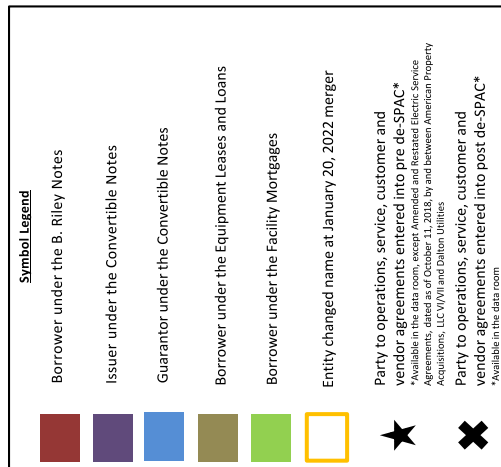 Symbol Legend
Borrower under the B. Riley Notes
Issuer under the Convertible Notes
Guarantor under the Convertible Notes
Borrower under the Equipment Leases and Loans
Borrower under the Facility Mortgages
Entity changed name at January 20, 2022 merger
Party to operations, service, customer and
vendor agreements entered into pre de-SPAC*
*Available in the data room, except Amended and Restated Electric Service
Agreements, dated as of October 11, 2018, by and between American Property
Acquisitions, LLC VI/VII and Dalton Utilities
Party to operations, service, customer and
vendor agreements entered into post de-SPAC*
*Available in the data room